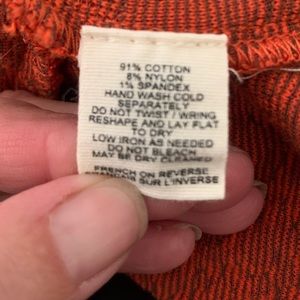 91% COTTON
8% NYLON
1% SPANDEX
HAND WASH COLD
SEPARATELY
DO NOT TWIST / WRING
RESHAPE AND LAY FLAT
TO DRY
LOW IRON AS NEEDED
DO NOT BLEACH
MAY BE DRY CLEANED
FRENCH ON REVERSE
FRANCAIS SUR L'INVERSE